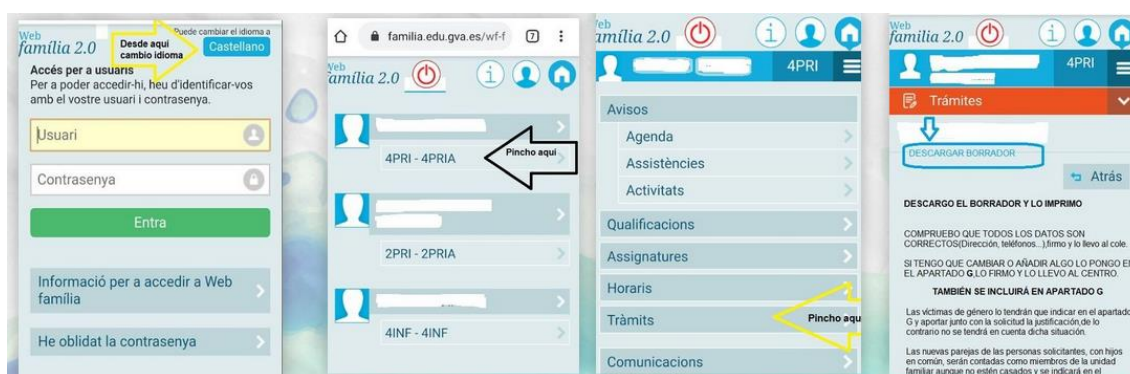 Web
família 2.0
Puede cambiar el idioma a
Castellano
Desde aqui
cambio idioma
Accés per a usuaris
Per a poder accedir-hi, heu d'identificar-vos
amb el vostre usuari i contrasenya.
Usuari
Contrasenya
Entra
Informació per a accedir a Web
família
He oblidat la contrasenya
familia.edu.gva.es/wf-f
7
Web
família 2.0
i
4PRI - 4PRIA
Pincho aqui
2PRI - 2PRIA
4INF - 4INF
família 2.0
i
4PRI
Avisos
Agenda
Assistències
Activitats
Qualificacions
Assignatures
Horaris
Tràmits
Pincho aqu
Comunicacions
Web
família 2.0
i
4PRI
Trámites
DESCARGAR BORRADOR
Atrás
DESCARGO EL BORRADOR Y LO IMPRIMO
COMPRUEBO QUE TODOS LOS DATOS SON
CORRECTOS(Dirección, teléfonos...),firmo y lo llevo al cole.
SI TENGO QUE CAMBIAR O AÑADIR ALGO LO PONGO EN
EL APARTADO G,LO FIRMO Y LO LLEVO AL CENTRO.
TAMBIÉN SE INCLUIRÁ EN APARTADO G
Las víctimas de género lo tendrán que indicar en el apartado
G y aportar junto con la solicitud la justificación,de lo
contrario no se tendrá en cuenta dicha situación.
Las nuevas parejas de las personas solicitantes, con hijos
en común, serán contadas como miembros de la unidad
familiar aunque no estén casados y se indicará en el